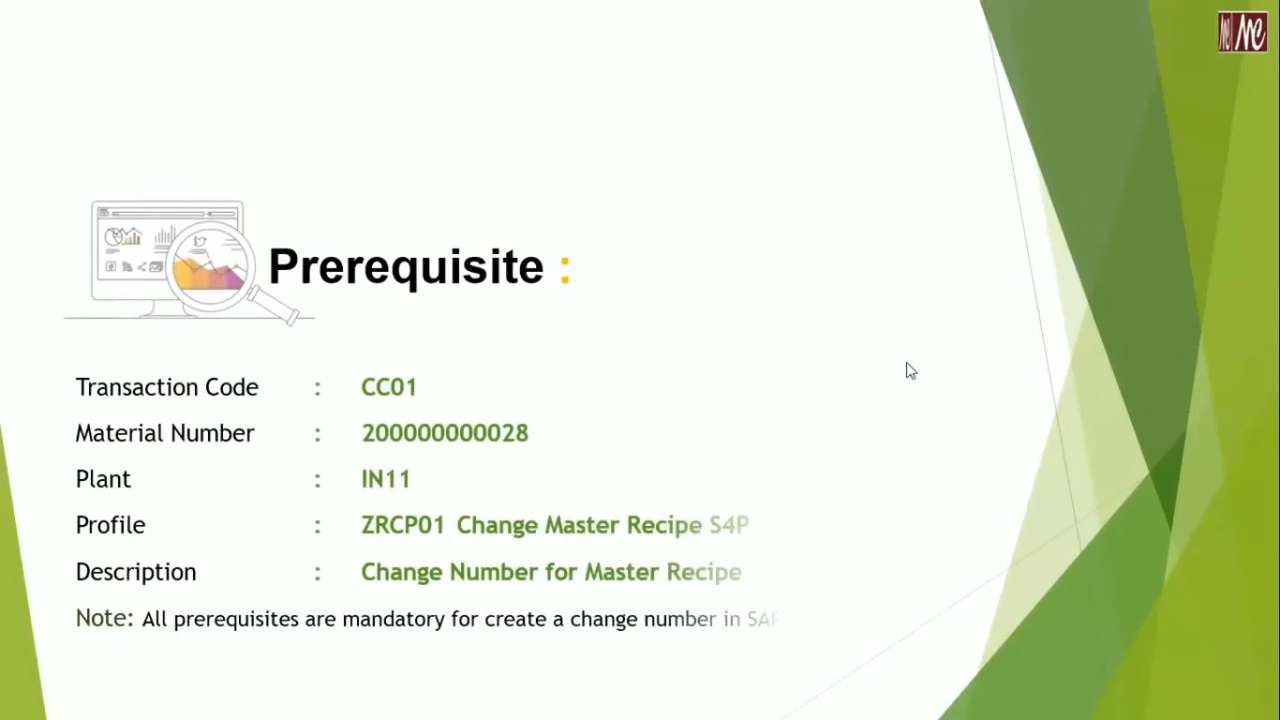 Prerequisite :
Transaction Code : CC01
Material Number : 200000000028
Plant : IN11
Profile : ZRCP01 Change Master Recipe S4P
Description : Change Number for Master Recipe
Note: All prerequisites are mandatory for create a change number in